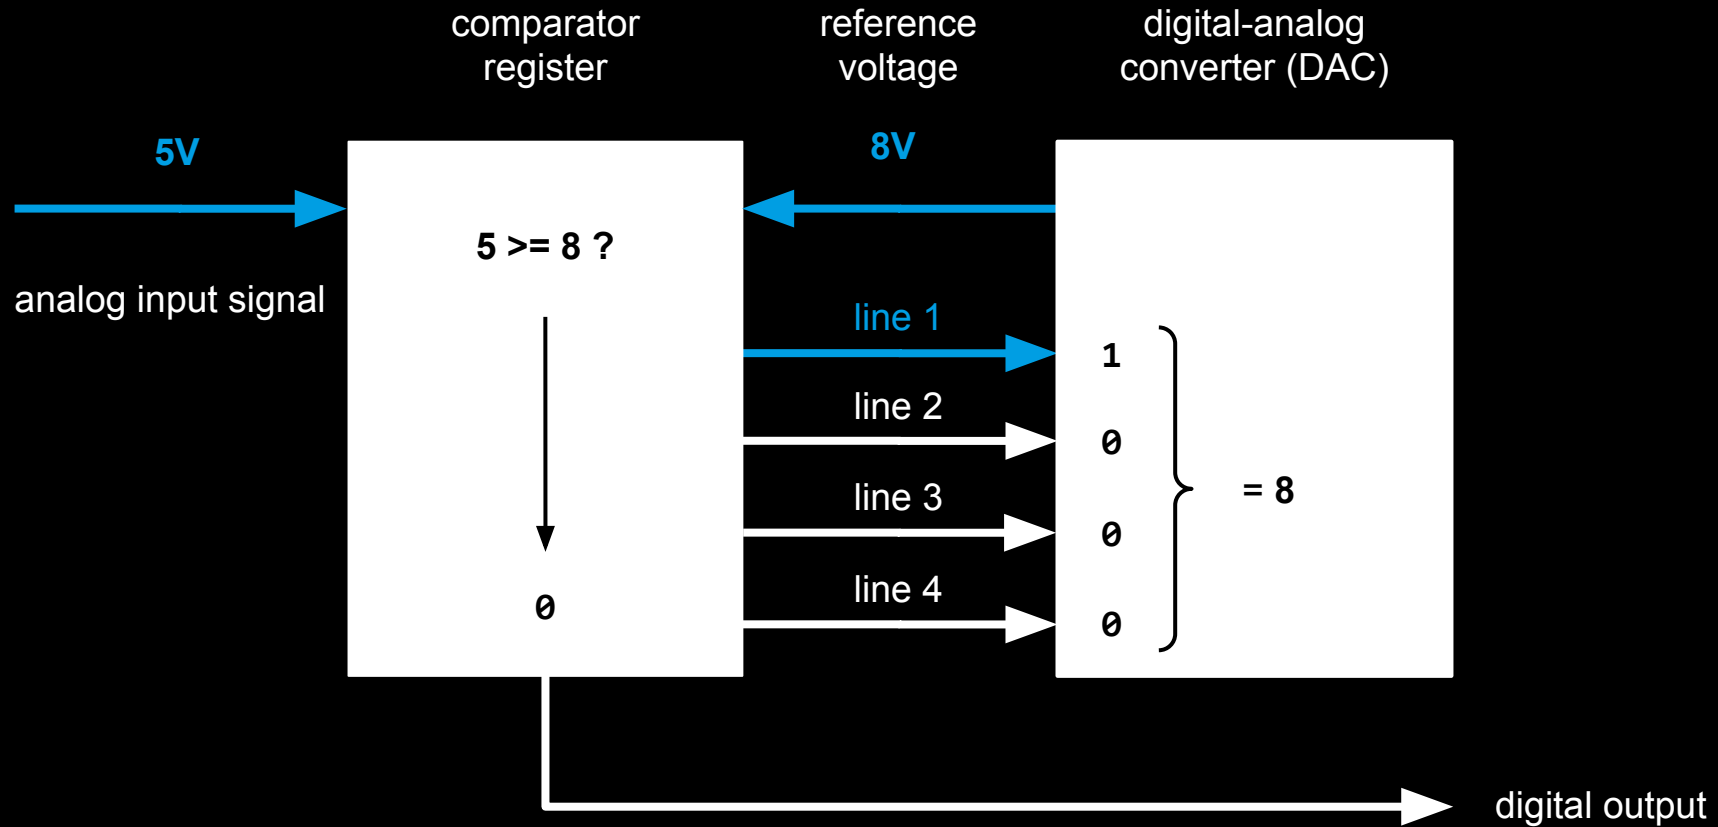 comparator
register
reference
voltage
digital-analog
converter (DAC)
5V
8V
5 >= 8 ?
analog input signal
line 1
1
line 2
0
line 3
= 8
0
line 4
0
0
digital output